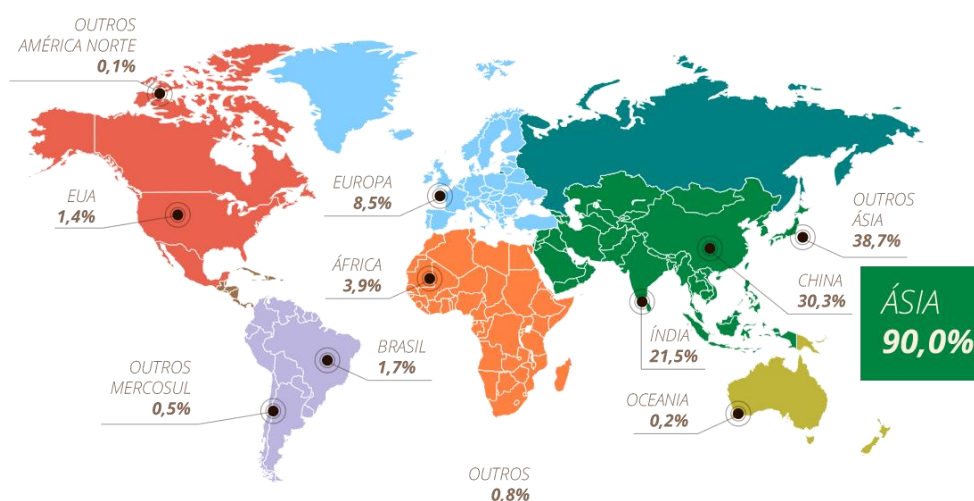 OUTROS
AMÉRICA NORTE
0,1%
EUA
1,4%
EUROPA
8,5%
ÁFRICA
3,9%
OUTROS
ÁSIA
38,7%
CHINA
30,3%
ÁSIA
90,0%
ÍNDIA
21,5%
BRASIL
1,7%
OUTROS
MERCOSUL
0,5%
OCEANIA
0,2%
OUTROS
0,8%